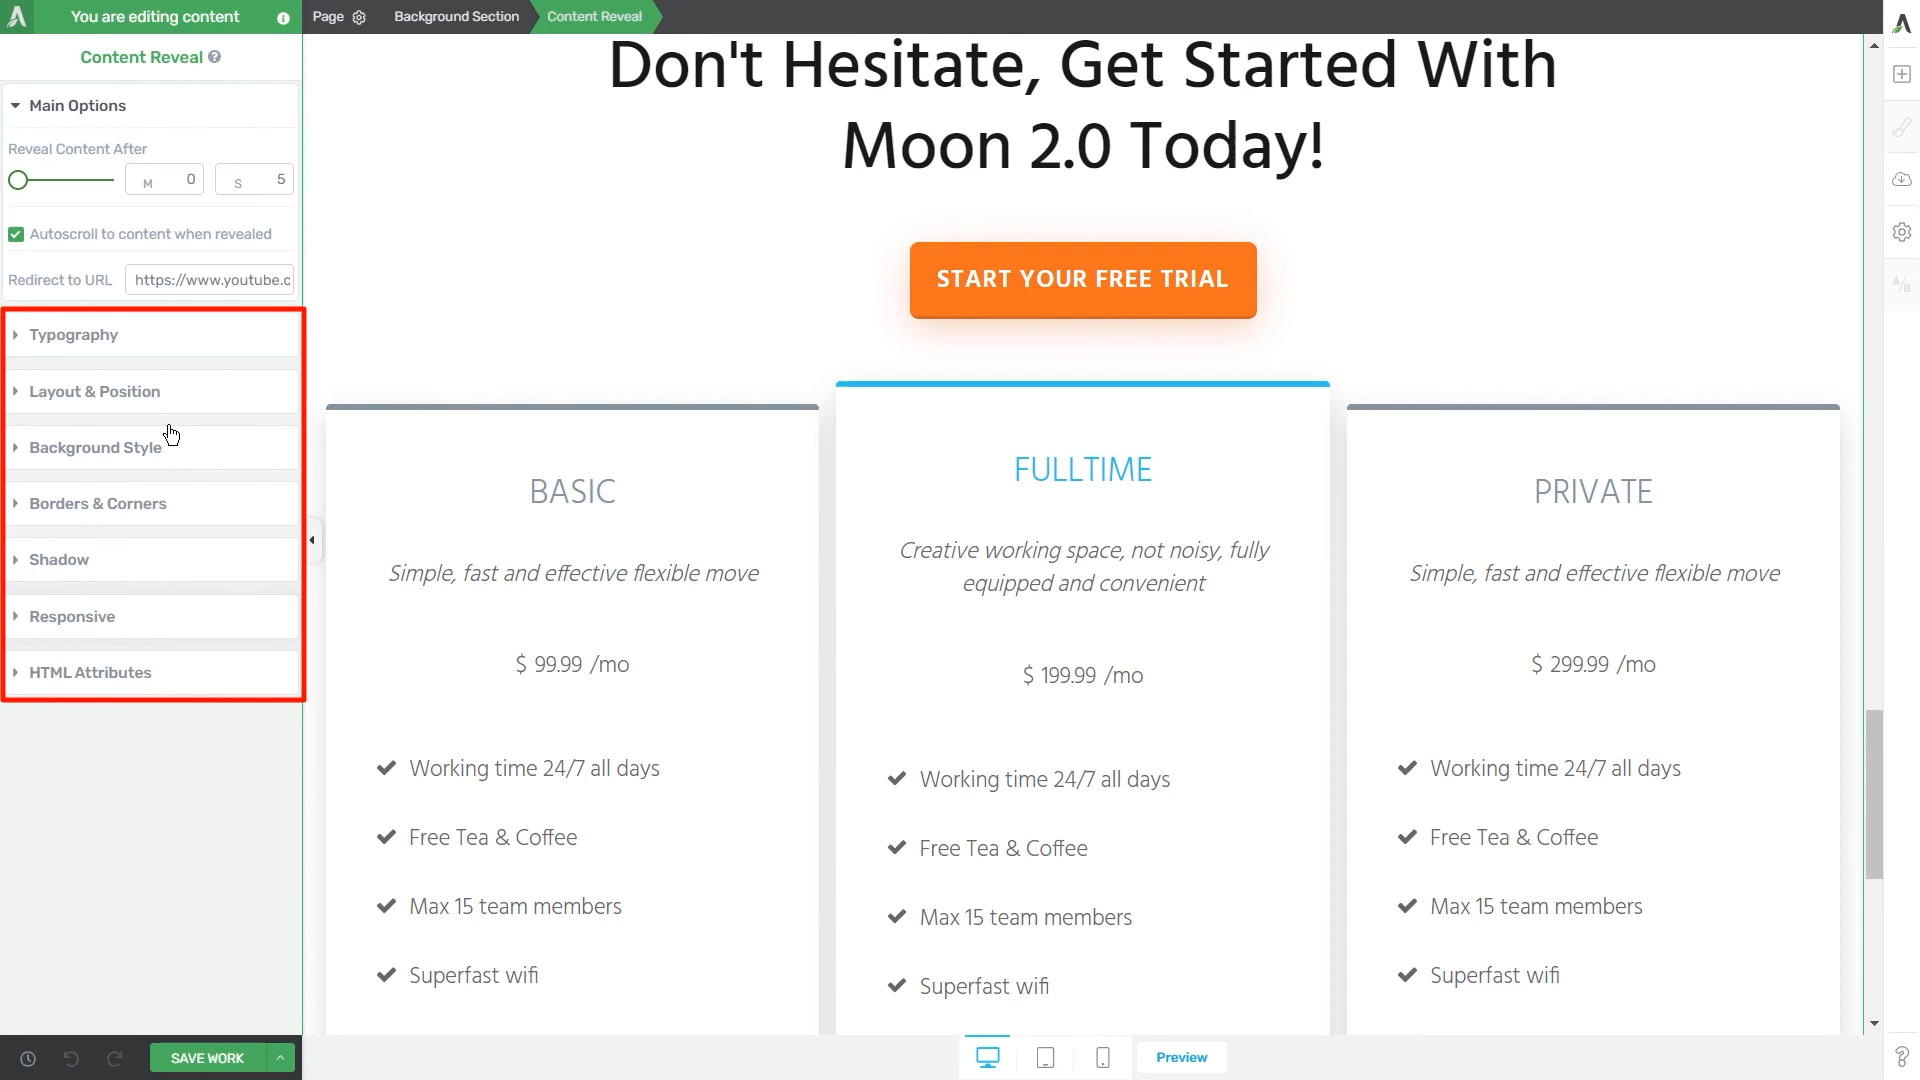 You are editing content
Page
Background Section
Content Reveal
Content Reveal
Main Options
Reveal Content After
M 0 S 5
Autoscroll to content when revealed
Redirect to URL https://www.youtube.c
Typography
Layout & Position
Background Style
Borders & Corners
Shadow
Responsive
HTML Attributes
SAVE WORK
Don't Hesitate, Get Started With
Moon 2.0 Today!
START YOUR FREE TRIAL
BASIC
Simple, fast and effective flexible move
$ 99.99 /mo
Working time 24/7 all days
Free Tea & Coffee
Max 15 team members
Superfast wifi
FULLTIME
Creative working space, not noisy, fully
equipped and convenient
$ 199.99 /mo
Working time 24/7 all days
Free Tea & Coffee
Max 15 team members
Superfast wifi
PRIVATE
Simple, fast and effective flexible move
$ 299.99 /mo
Working time 24/7 all days
Free Tea & Coffee
Max 15 team members
Superfast wifi
Preview
A/B